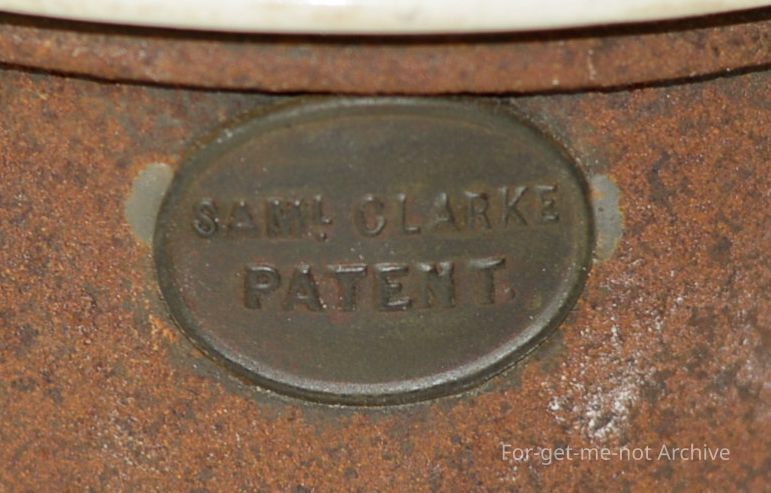 SAML. CLARKE
PATENT.
For-get-me-not Archive